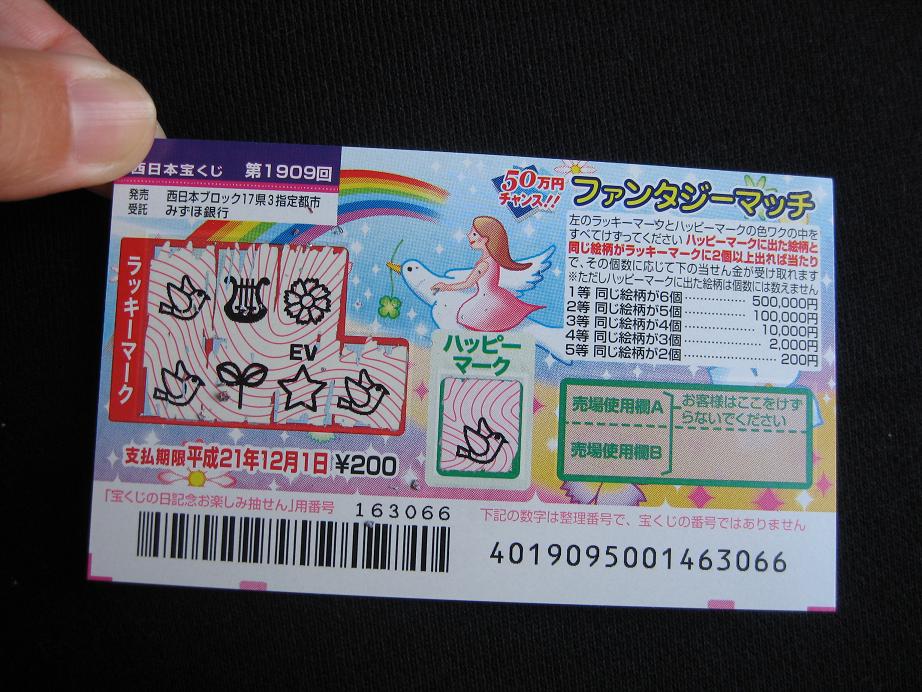 西日本宝くじ 第1909回
発売 西日本ブロック17県3指定都市
受託 みずほ銀行
ラッキーマーク
EV
50万円
チャンス!!
ファンタジーマッチ
左のラッキーマークとハッピーマークの色ワクの中を
すべてけずってください ハッピーマークに出た絵柄と
同じ絵柄がラッキーマークに2個以上出れば当たり
で、その個数に応じて下の当せん金が受け取れます
※ただしハッピーマークに出た絵柄は個数には数えません
1等 同じ絵柄が6個 500,000円
2等 同じ絵柄が5個 100,000円
3等 同じ絵柄が4個 10,000円
4等 同じ絵柄が3個 2,000円
5等 同じ絵柄が2個 200円
ハッピー
マーク
売場使用欄A
お客様はここをけず
らないでください
売場使用欄B
支払期限平成21年12月1日 ¥200
「宝くじの日記念お楽しみ抽せん」用番号 163066
下記の数字は整理番号で、宝くじの番号ではありません
4019095001463066